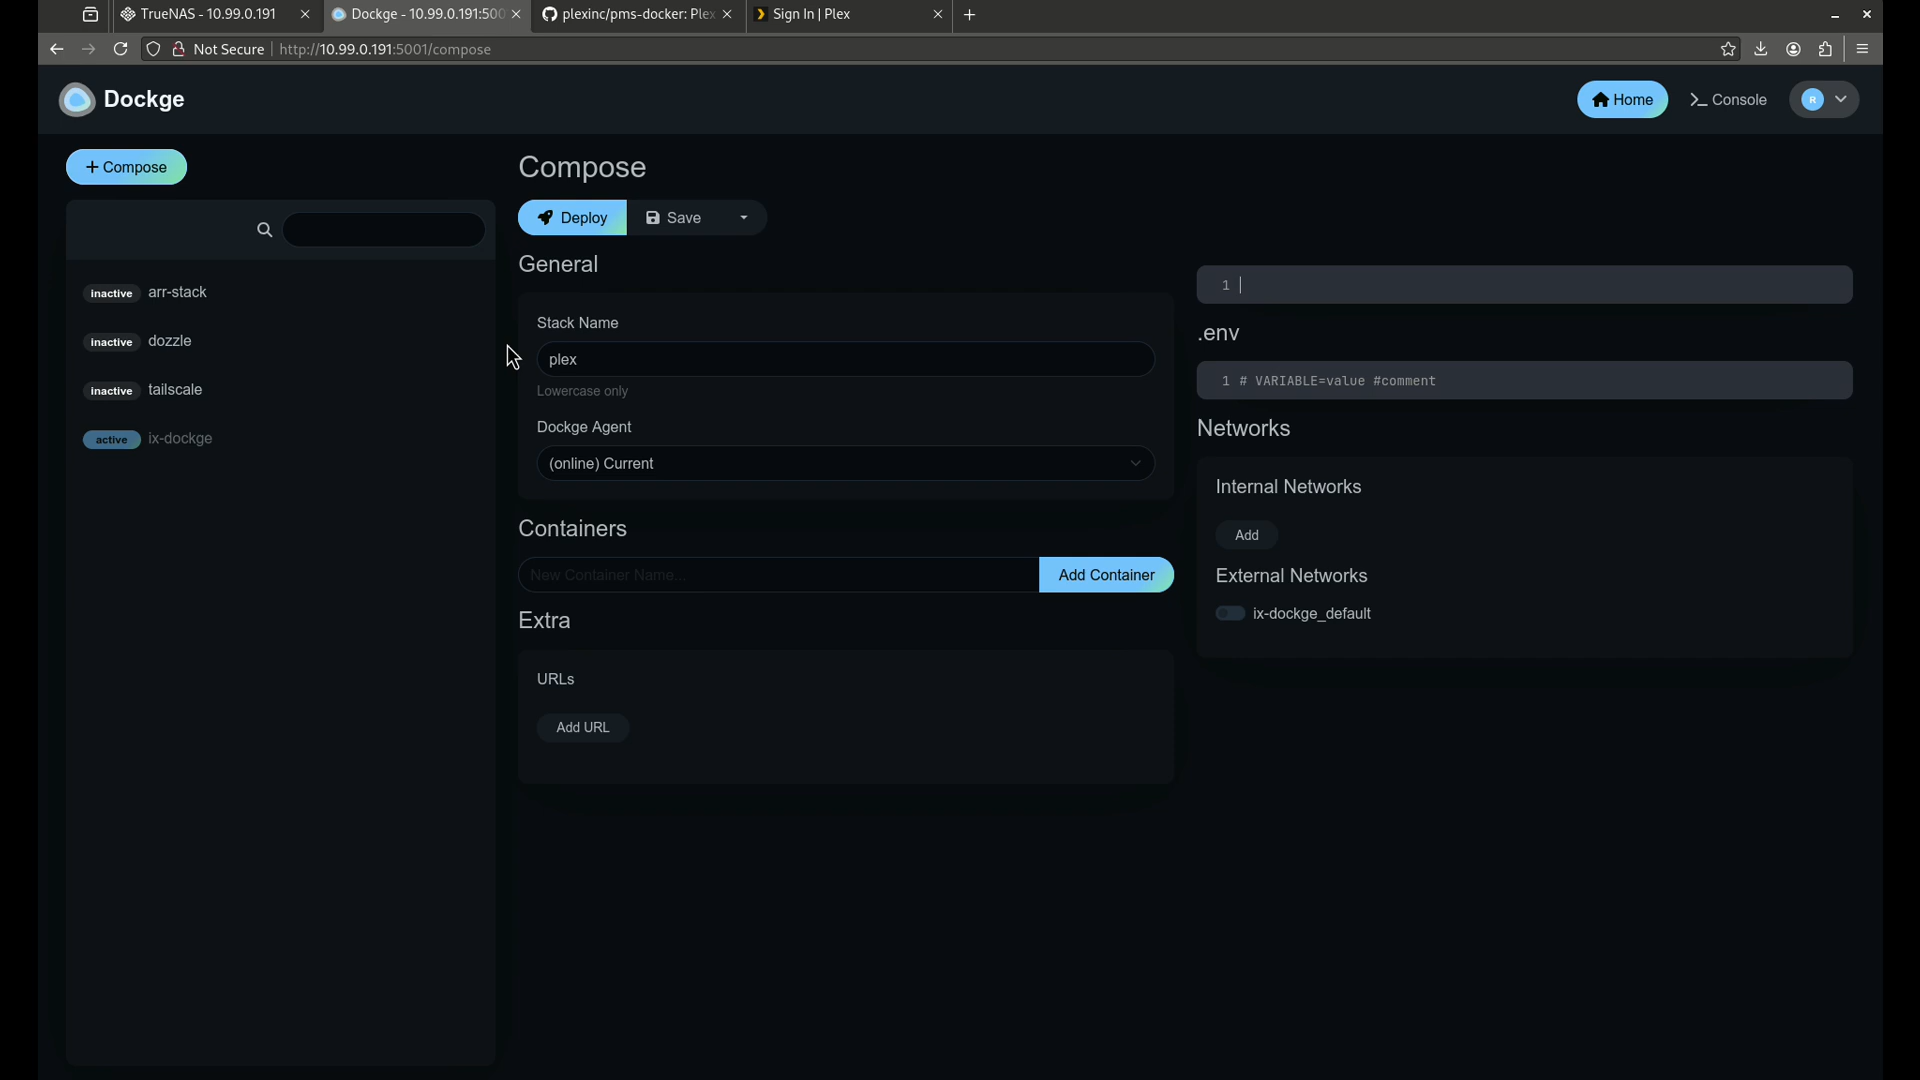 TrueNAS - 10.99.0.191
Dockge - 10.99.0.191:500
plexinc/pms-docker: Plex
Sign In | Plex
Not Secure
http://10.99.0.191:5001/compose
Dockge
Home
Console
R
+ Compose
inactive arr-stack
inactive dozzle
inactive tailscale
active ix-dockge
Compose
Deploy
Save
General
Stack Name
plex
Lowercase only
Dockge Agent
(online) Current
Containers
New Container Name...
Add Container
Extra
URLs
Add URL
1
.env
1 # VARIABLE=value #comment
Networks
Internal Networks
Add
External Networks
ix-dockge_default